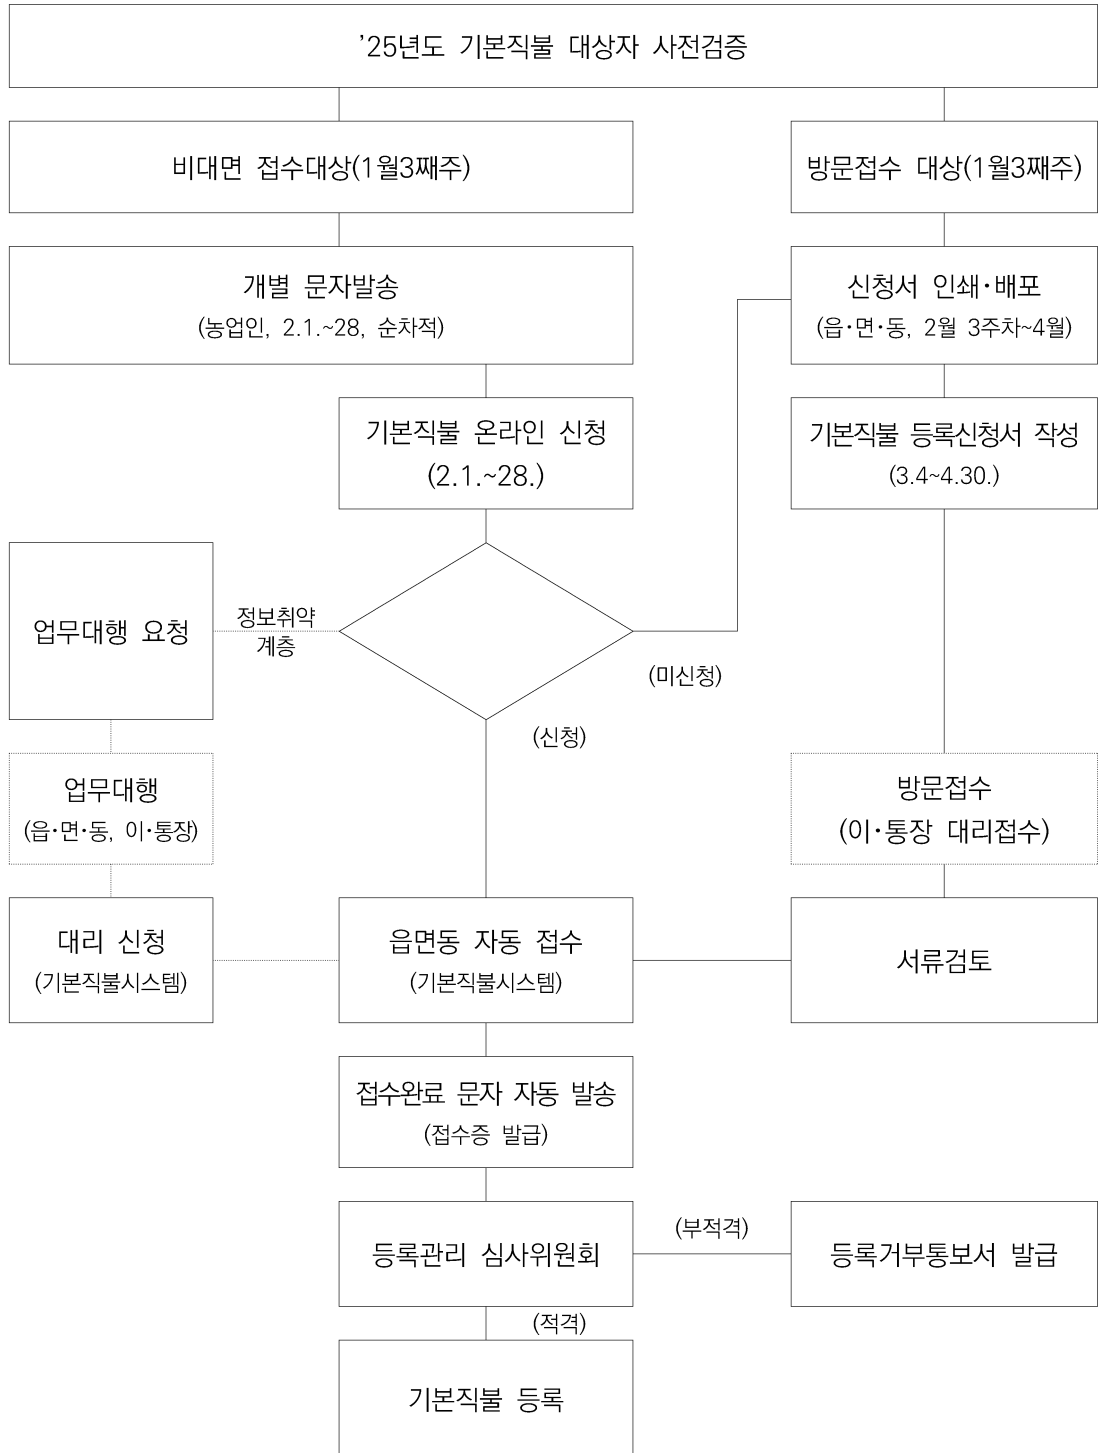 ’25년도 기본직불 대상자 사전검증
비대면 접수대상(1월3째주)
방문접수 대상(1월3째주)
개별 문자발송
(농업인, 2.1.~28, 순차적)
신청서 인쇄·배포
(읍·면·동, 2월 3주차~4월)
기본직불 온라인 신청
(2.1.~28.)
기본직불 등록신청서 작성
(3.4~4.30.)
업무대행 요청
정보취약
계층
(미신청)
(신청)
업무대행
(읍·면·동, 이·통장)
방문접수
(이·통장 대리접수)
대리 신청
(기본직불시스템)
읍면동 자동 접수
(기본직불시스템)
서류검토
접수완료 문자 자동 발송
(접수증 발급)
등록관리 심사위원회
(부적격)
등록거부통보서 발급
(적격)
기본직불 등록